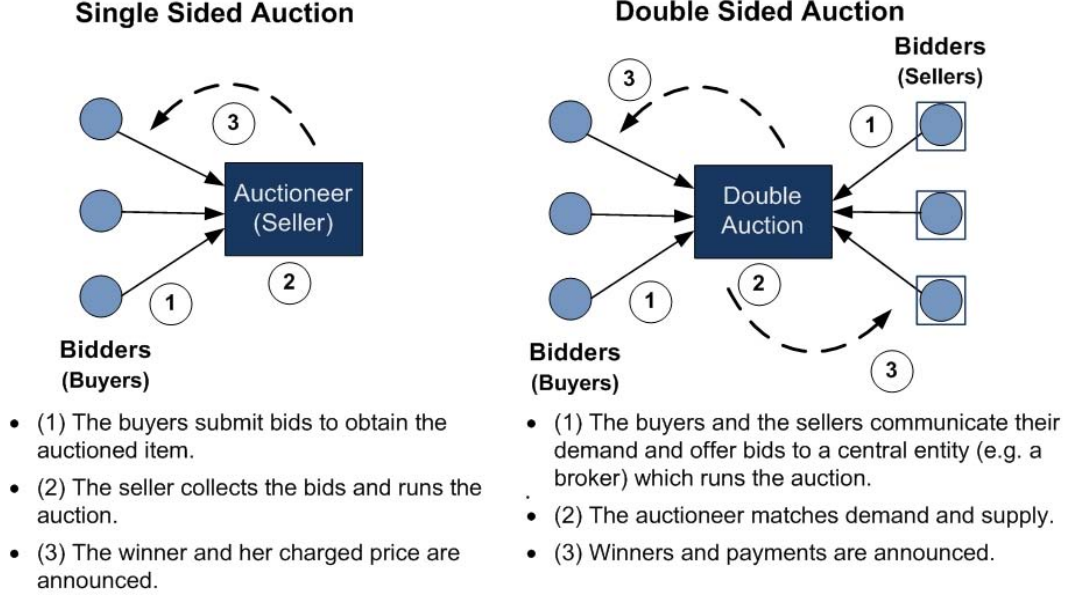 Single Sided Auction
3
Auctioneer
(Seller)
2
1
Bidders
(Buyers)
• (1) The buyers submit bids to obtain the
auctioned item.
• (2) The seller collects the bids and runs the
auction.
• (3) The winner and her charged price are
announced.
Double Sided Auction
Bidders
(Sellers)
3
1
Double
Auction
2
1
3
Bidders
(Buyers)
• (1) The buyers and the sellers communicate their
demand and offer bids to a central entity (e.g. a
broker) which runs the auction.
• (2) The auctioneer matches demand and supply.
• (3) Winners and payments are announced.